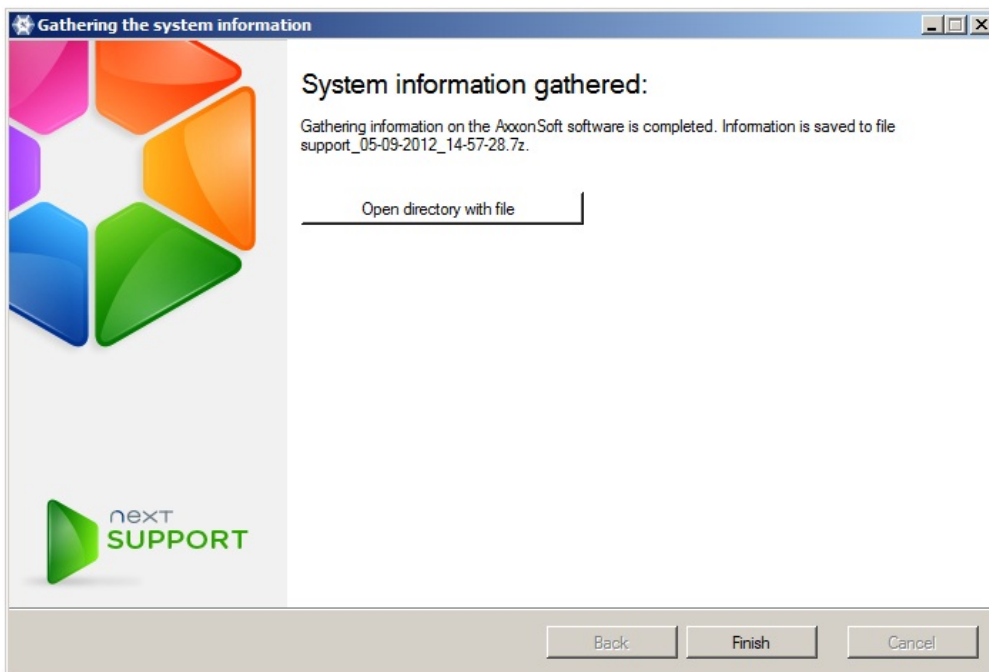 Gathering the system information
System information gathered:
Gathering information on the AxxonSoft software is completed. Information is saved to file
support_05-09-2012_14-57-28.7z.
Open directory with file
next
SUPPORT
Back
Finish
Cancel